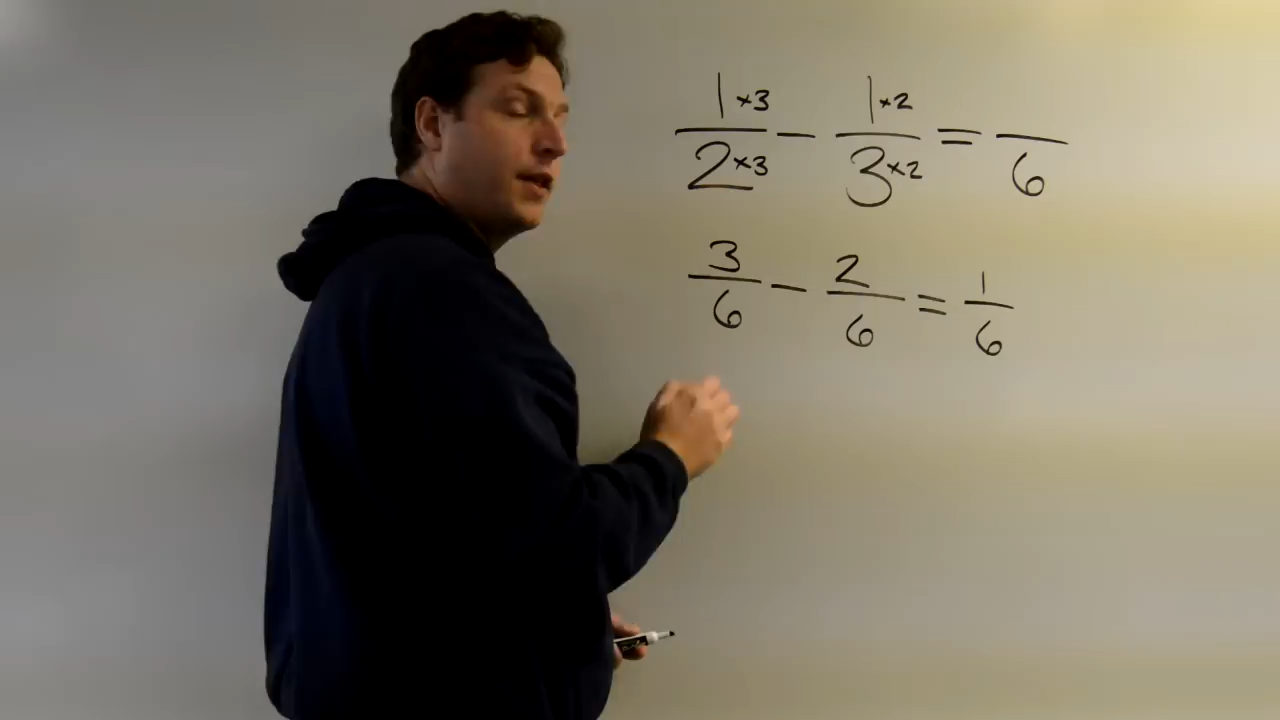 1×3/2×3 − 1×2/3×2 = /6
3/6 − 2/6 = 1/6